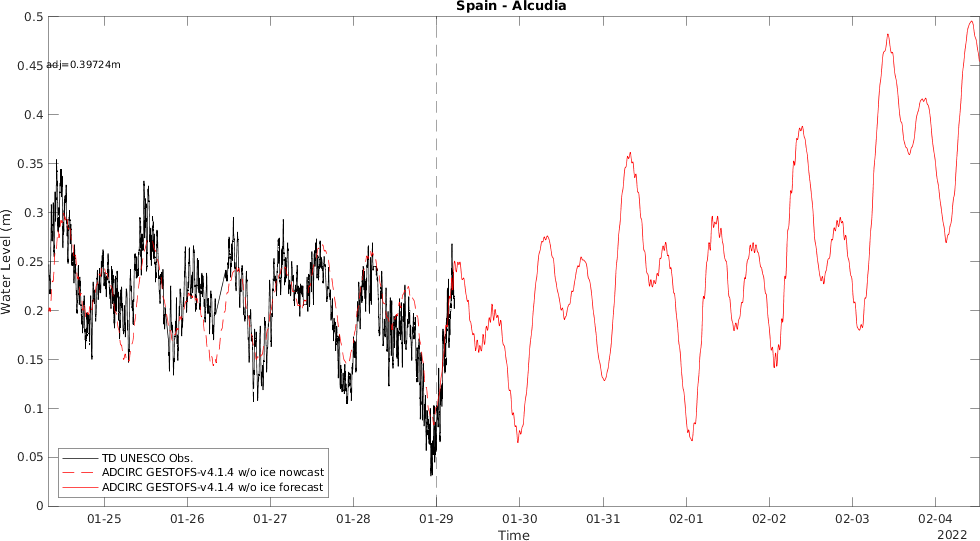 Spain - Alcudia
adj=0.39724m
0.5
0.45
0.4
0.35
0.3
0.25
0.2
0.15
0.1
0.05
0
Water Level (m)
TD UNESCO Obs.
ADCIRC GESTOFS-v4.1.4 w/o ice nowcast
ADCIRC GESTOFS-v4.1.4 w/o ice forecast
01-25 01-26 01-27 01-28 01-29 01-30 01-31 02-01 02-02 02-03 02-04
Time
2022